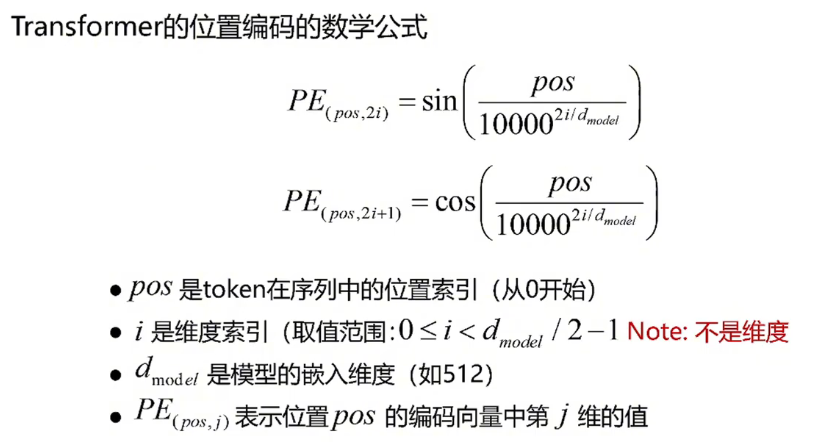 Transformer的位置编码的数学公式
PE_(pos,2i) = sin(pos / 10000^(2i/d_model))
PE_(pos,2i+1) = cos(pos / 10000^(2i/d_model))
● pos 是token在序列中的位置索引（从0开始）
● i 是维度索引（取值范围:0 ≤ i < d_model / 2 − 1 Note: 不是维度
● d_model 是模型的嵌入维度（如512）
● PE_(pos,j) 表示位置pos 的编码向量中第 j 维的值